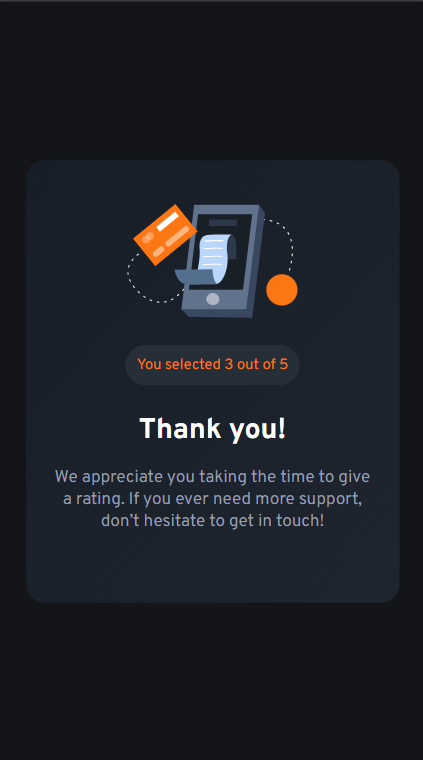 You selected 3 out of 5
Thank you!
We appreciate you taking the time to give
a rating. If you ever need more support,
don’t hesitate to get in touch!